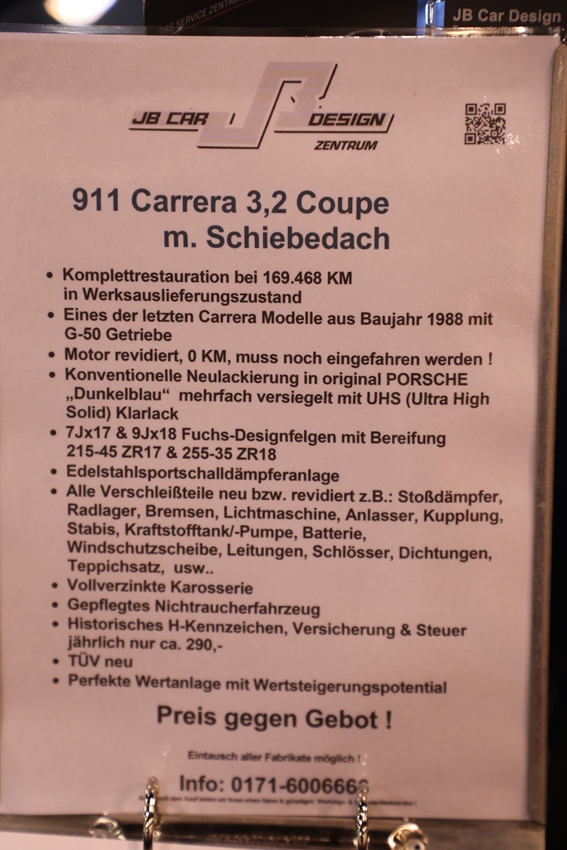 DAS SERVICE ZENTRUM
JB Car Design
JB CAR DESIGN
ZENTRUM
911 Carrera 3,2 Coupe
m. Schiebedach
• Komplettrestauration bei 169.468 KM
in Werksauslieferungszustand
• Eines der letzten Carrera Modelle aus Baujahr 1988 mit
G-50 Getriebe
• Motor revidiert, 0 KM, muss noch eingefahren werden !
• Konventionelle Neulackierung in original PORSCHE
„Dunkelblau“ mehrfach versiegelt mit UHS (Ultra High
Solid) Klarlack
• 7Jx17 & 9Jx18 Fuchs-Designfelgen mit Bereifung
215-45 ZR17 & 255-35 ZR18
• Edelstahlsportschalldämpferanlage
• Alle Verschleißteile neu bzw. revidiert z.B.: Stoßdämpfer,
Radlager, Bremsen, Lichtmaschine, Anlasser, Kupplung,
Stabis, Kraftstofftank/-Pumpe, Batterie,
Windschutzscheibe, Leitungen, Schlösser, Dichtungen,
Teppichsatz, usw..
• Vollverzinkte Karosserie
• Gepflegtes Nichtraucherfahrzeug
• Historisches H-Kennzeichen, Versicherung & Steuer
jährlich nur ca. 290,-
• TÜV neu
• Perfekte Wertanlage mit Wertsteigerungspotential
Preis gegen Gebot !
Eintausch aller Fabrikate möglich !
Info: 0171-6006666